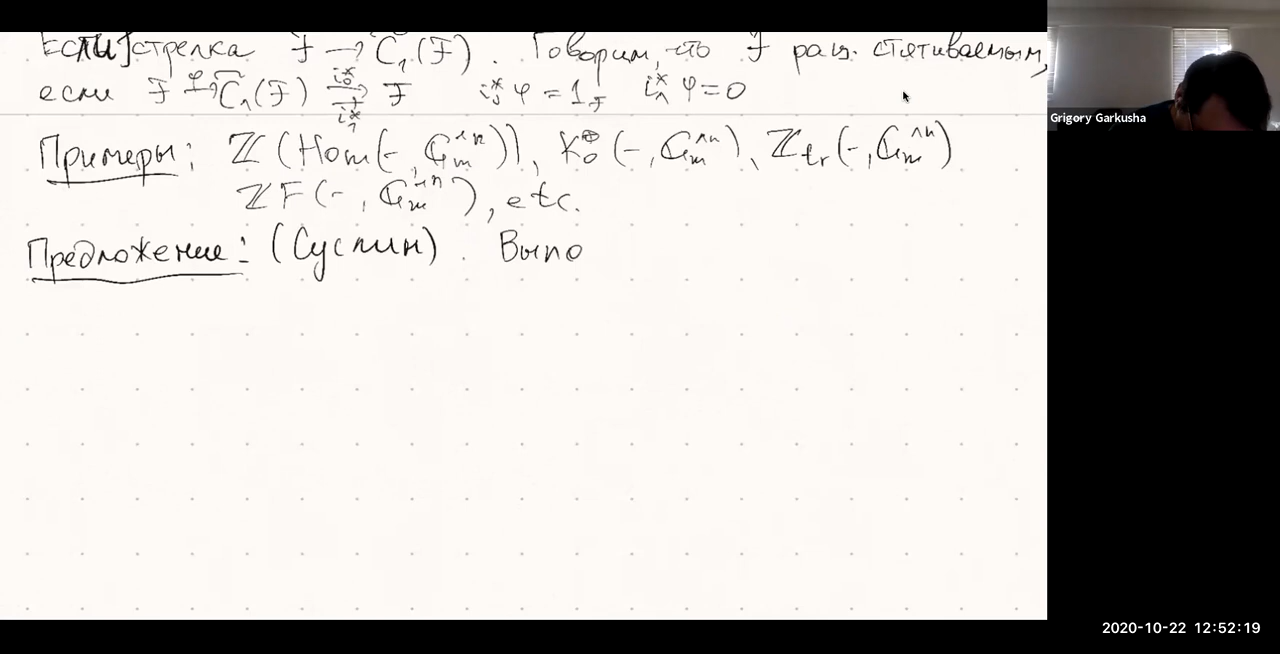 Если ∃ стрелка F → C̃₁(F). Говорим, что F рац. стягиваемым,
если F →^φ C̃₁(F) ⇉^{i₀*}_{i₁*} F i₀*φ = 1_F i₁*φ = 0
Примеры: ℤ(Hom(-, G_m^{∧n})), K₀^⊕(-, G_m^{∧n}), ℤ_tr(-, G_m^{∧n})
ℤF(-, G_m^{∧n}), etc.
Предложение: (Суслин). Выпо
Grigory Garkusha
2020-10-22 12:52:19